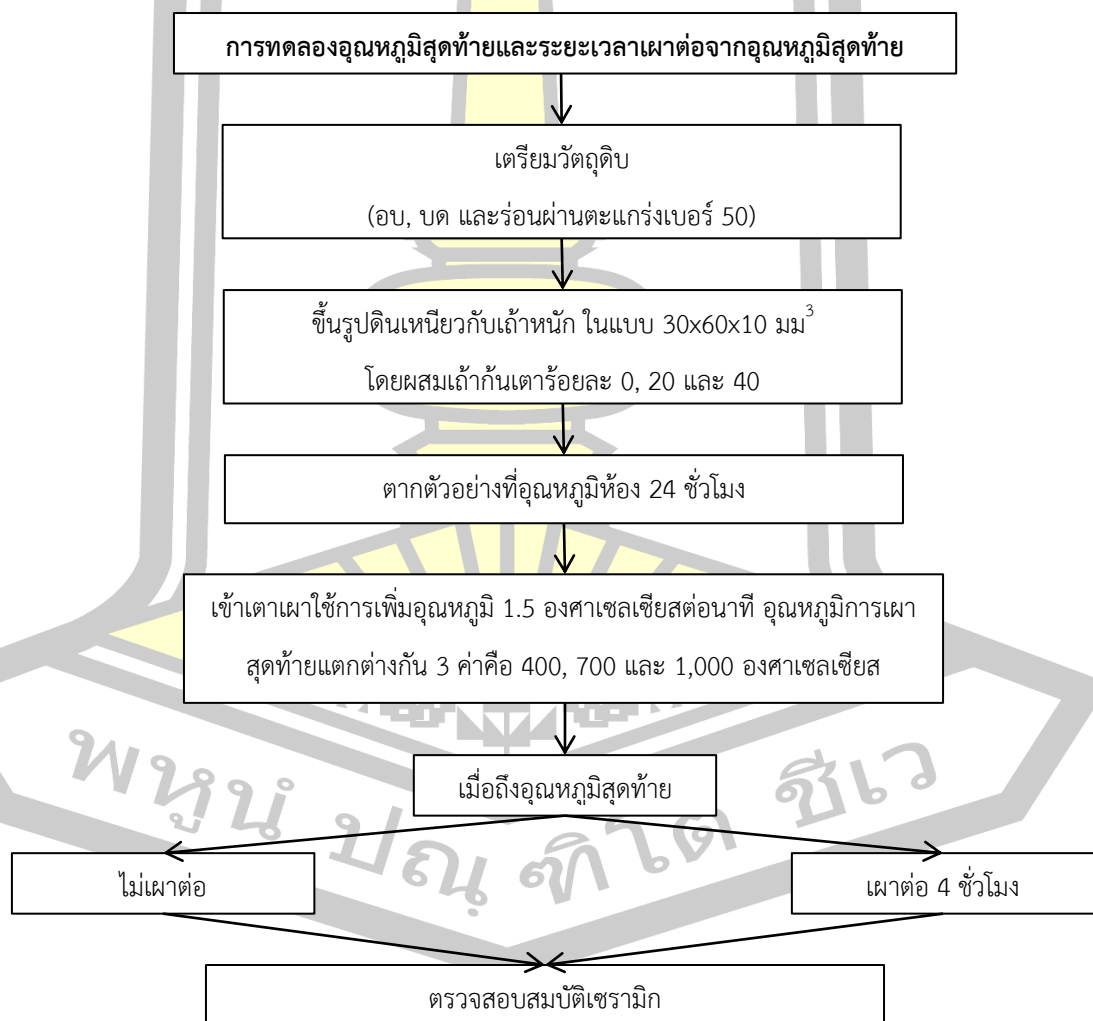 การทดลองอุณหภูมิสุดท้ายและระยะเวลาเผาต่อจากอุณหภูมิสุดท้าย
เตรียมวัตถุดิบ
(อบ, บด และร่อนผ่านตะแกร่งเบอร์ 50)
ขึ้นรูปดินเหนียวกับเถ้าหนัก ในแบบ 30x60x10 มม³
โดยผสมเถ้าก้นเตาร้อยละ 0, 20 และ 40
ตากตัวอย่างที่อุณหภูมิห้อง 24 ชั่วโมง
เข้าเตาเผาใช้การเพิ่มอุณหภูมิ 1.5 องศาเซลเซียสต่อนาที อุณหภูมิการเผา
สุดท้ายแตกต่างกัน 3 ค่าคือ 400, 700 และ 1,000 องศาเซลเซียส
เมื่อถึงอุณหภูมิสุดท้าย
พหูนํ ปณฺฑิโต ชีเว
ไม่เผาต่อ
เผาต่อ 4 ชั่วโมง
ตรวจสอบสมบัติเซรามิก